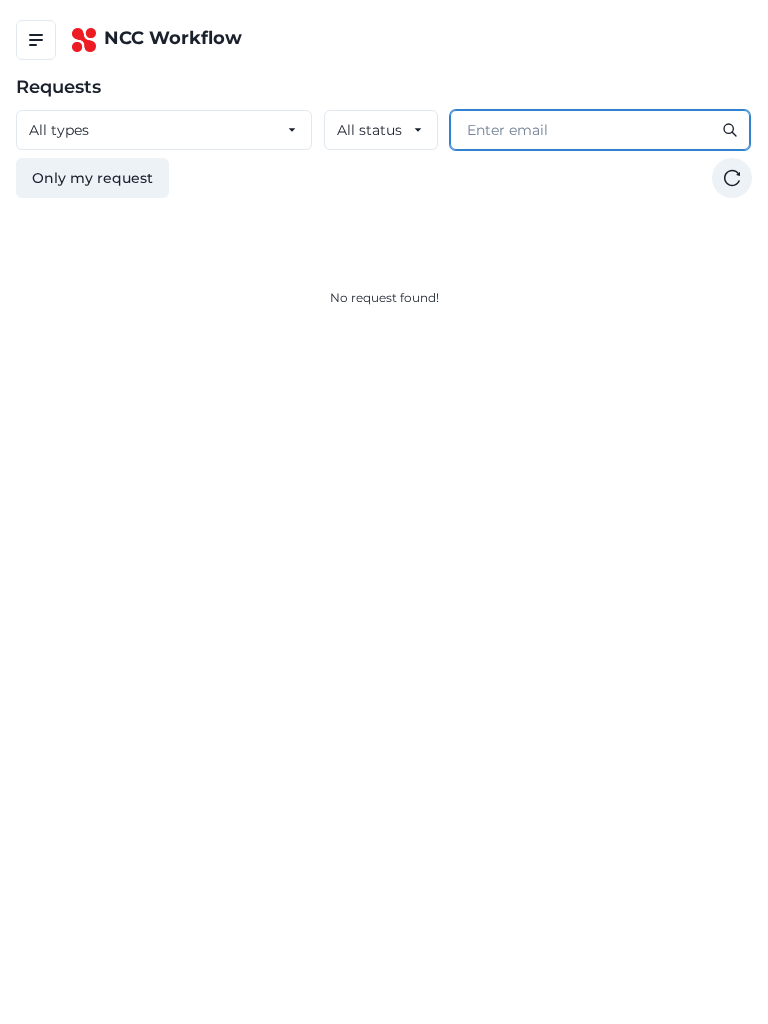 NCC Workflow
Requests
All types
All status
Enter email
Only my request
No request found!